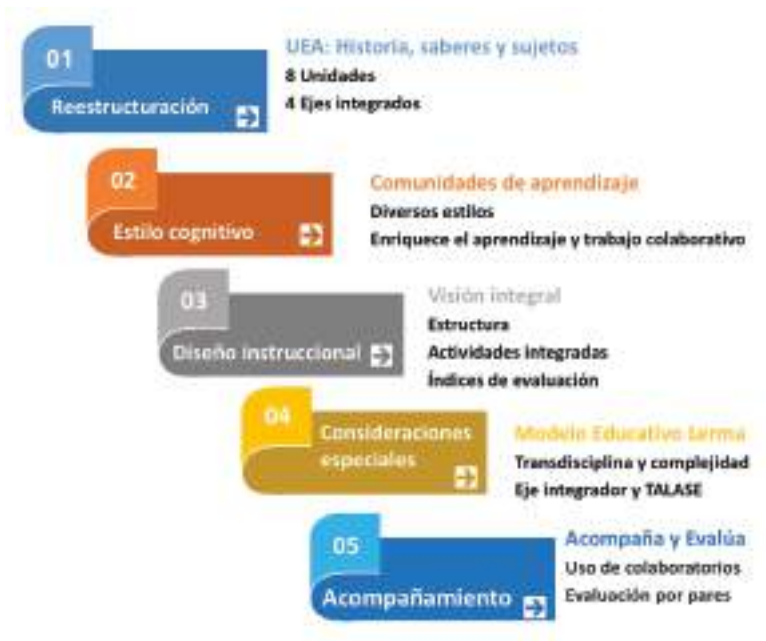 01
Reestructuración
UEA: Historia, saberes y sujetos
8 Unidades
4 Ejes integrados
02
Estilo cognitivo
Comunidades de aprendizaje
Diversos estilos
Enriquece el aprendizaje y trabajo colaborativo
03
Diseño instruccional
Visión integral
Estructura
Actividades integradas
Índices de evaluación
04
Consideraciones
especiales
Modelo Educativo Lerma
Transdisciplina y complejidad
Eje integrador y TALASE
05
Acompañamiento
Acompaña y Evalúa
Uso de colaboratorios
Evaluación por pares